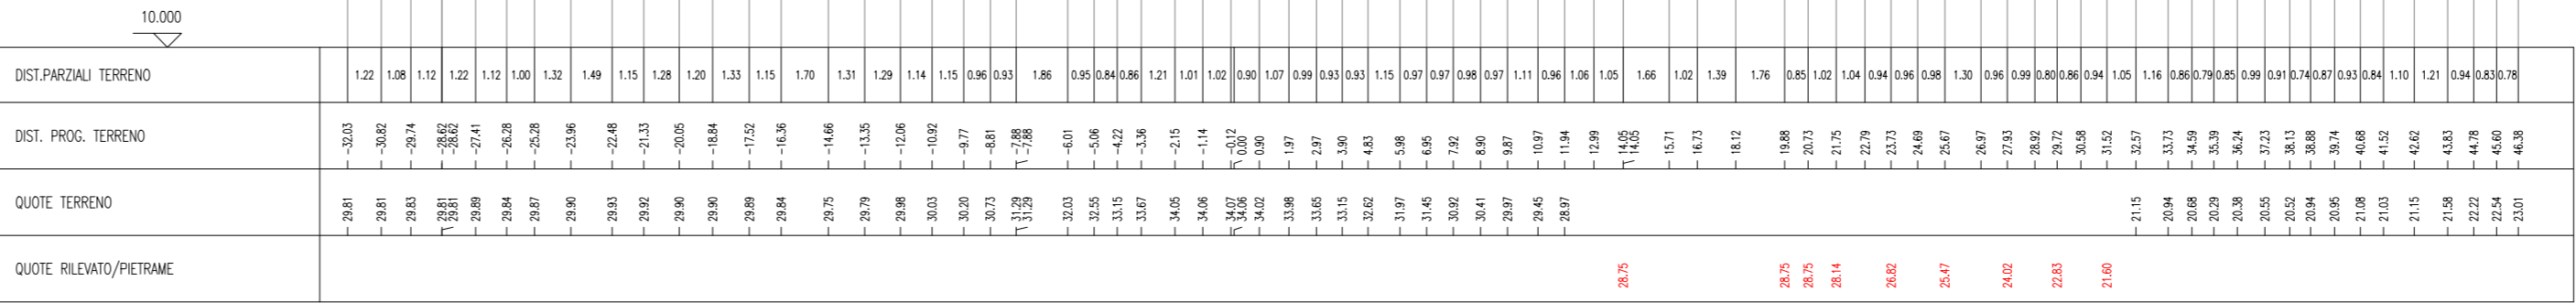 10.000
DIST.PARZIALI TERRENO 1.22 1.08 1.12 1.22 1.12 1.00 1.32 1.49 1.15 1.28 1.20 1.33 1.15 1.70 1.31 1.29 1.14 1.15 0.96 0.93 1.86 0.95 0.84 0.86 1.21 1.01 1.02 0.90 1.07 0.99 0.93 0.93 1.15 0.97 0.97 0.98 0.97 1.11 0.96 1.06 1.05 1.66 1.02 1.39 1.76 0.85 1.02 1.04 0.94 0.96 0.98 1.30 0.96 0.99 0.80 0.86 0.94 1.05 1.16 0.86 0.79 0.85 0.99 0.91 0.74 0.87 0.93 0.84 1.10 1.21 0.94 0.83 0.78
DIST. PROG. TERRENO -32.03 -30.82 -29.74 -28.62 -28.62 -27.41 -26.28 -25.28 -23.96 -22.48 -21.33 -20.05 -18.84 -17.52 -16.36 -14.66 -13.35 -12.06 -10.92 -9.77 -8.81 -7.88 -7.88 -6.01 -5.06 -4.22 -3.36 -2.15 -1.14 -0.12 0.00 0.90 1.97 2.97 3.90 4.83 5.98 6.95 7.92 8.90 9.87 10.97 11.94 12.99 14.05 14.05 15.71 16.73 18.12 19.88 20.73 21.75 22.79 23.73 24.69 25.67 26.97 27.93 28.92 29.72 30.58 31.52 32.57 33.73 34.59 35.39 36.24 37.23 38.13 38.88 39.74 40.68 41.52 42.62 43.83 44.78 45.60 46.38
QUOTE TERRENO 29.81 29.81 29.83 29.81 29.81 29.89 29.84 29.87 29.90 29.93 29.92 29.90 29.90 29.89 29.84 29.75 29.79 29.98 30.03 30.20 30.73 31.29 31.29 32.03 32.55 33.15 33.67 34.05 34.06 34.07 34.06 34.02 33.98 33.65 33.15 32.62 31.97 31.45 30.92 30.41 29.97 29.45 28.97 21.15 20.94 20.68 20.29 20.38 20.55 20.52 20.94 20.95 21.08 21.03 21.15 21.58 22.22 22.54 23.01
QUOTE RILEVATO/PIETRAME 28.75 28.75 28.75 28.14 26.82 25.47 24.02 22.83 21.60